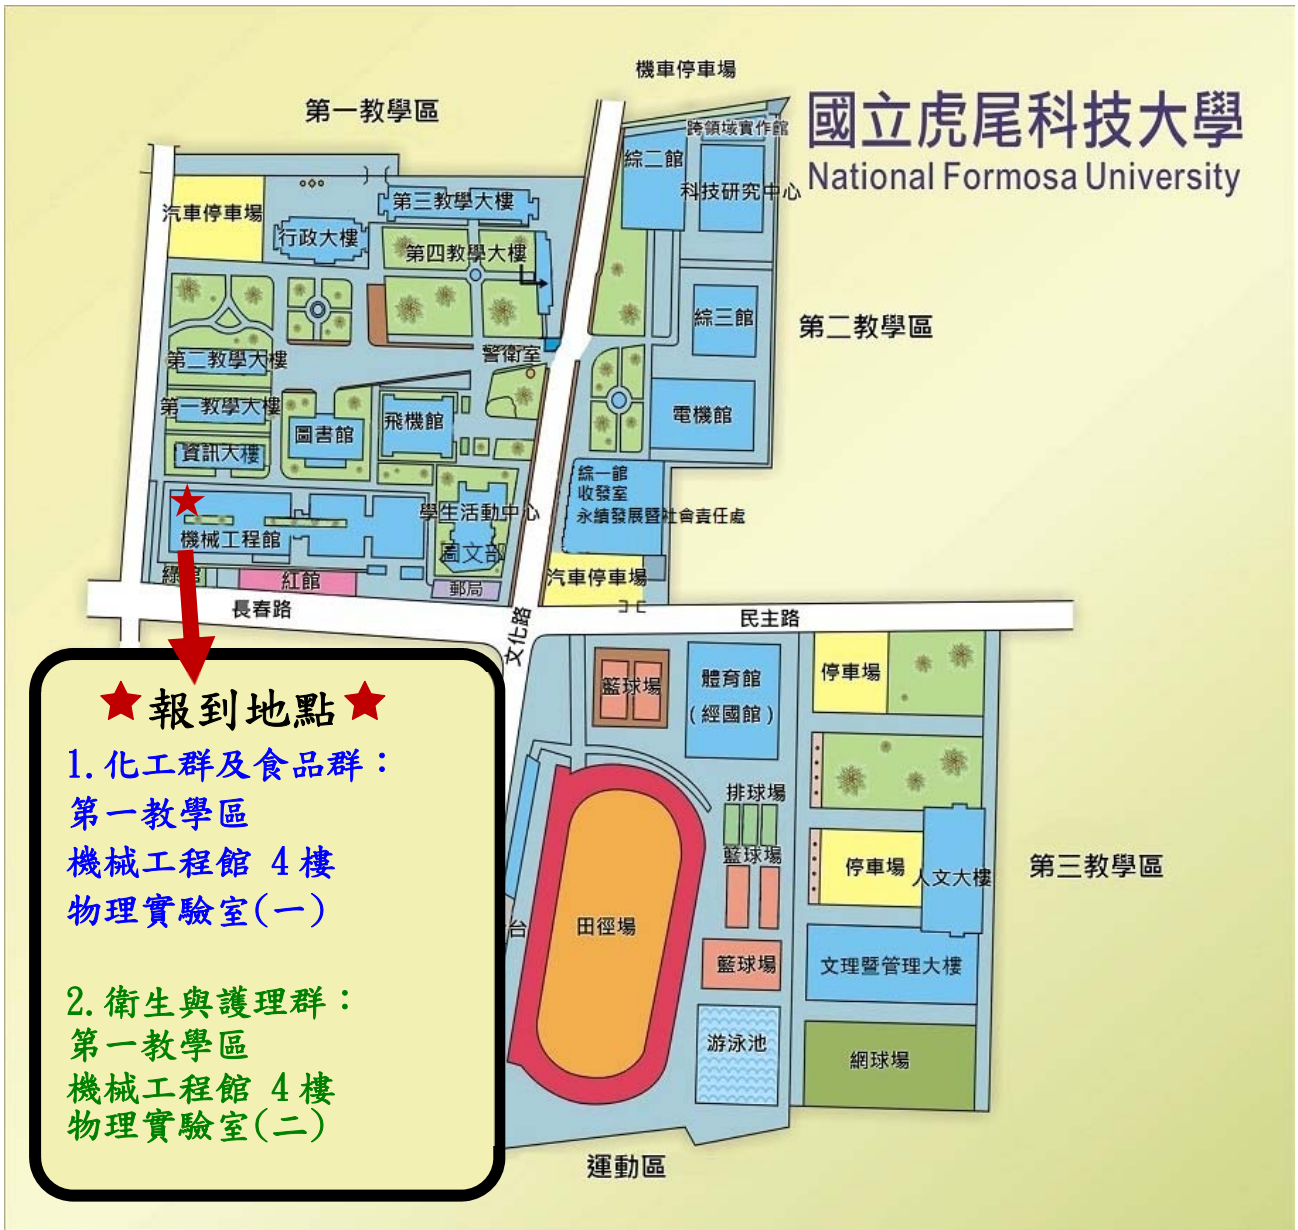 機車停車場
第一教學區
國立虎尾科技大學
National Formosa University
跨領域實作館
綜二館
科技研究中心
汽車停車場
第三教學大樓
行政大樓
第四教學大樓
綜三館
第二教學區
警衛室
第二教學大樓
第一教學大樓
飛機館
電機館
圖書館
資訊大樓
綜一館
收發室
永續發展暨社會責任處
學生活動中心
機械工程館
圖文部
綠館
紅館
郵局
汽車停車場
長春路
文化路
民主路
籃球場
體育館
(經國館)
停車場
排球場
籃球場
停車場
人文大樓
第三教學區
台
田徑場
籃球場
文理暨管理大樓
游泳池
網球場
運動區
★報到地點★
1.化工群及食品群：
第一教學區
機械工程館 4樓
物理實驗室(一)
2.衛生與護理群：
第一教學區
機械工程館 4樓
物理實驗室(二)